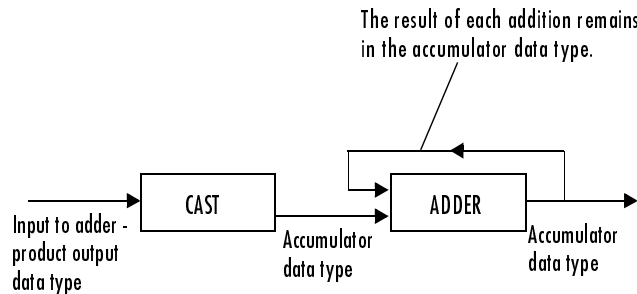 The result of each addition remains
in the accumulator data type.
CAST
ADDER
Input to adder -
product output
data type
Accumulator
data type
Accumulator
data type